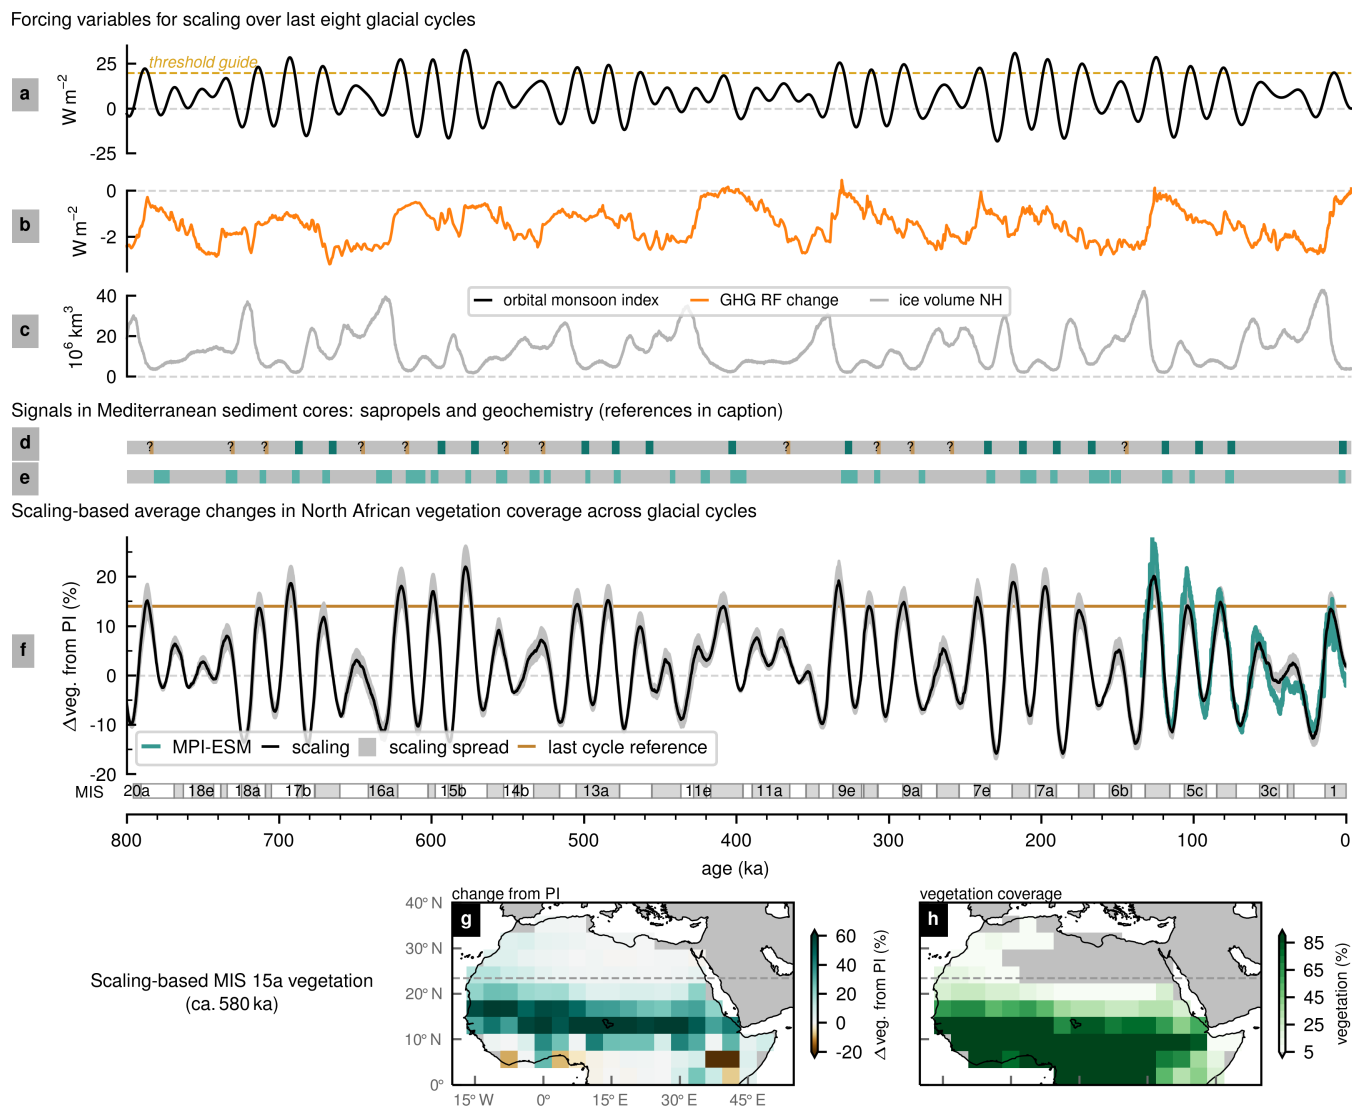 Forcing variables for scaling over last eight glacial cycles
a
W m−2
25
0
-25
threshold guide
b
W m−2
0
-2
c
10^6 km^3
40
20
0
orbital monsoon index
GHG RF change
ice volume NH
Signals in Mediterranean sediment cores: sapropels and geochemistry (references in caption)
d
? ? ? ? ? ? ? ? ? ? ? ?
e
Scaling-based average changes in North African vegetation coverage across glacial cycles
f
Δveg. from PI (%)
20
10
0
-10
-20
MPI-ESM
scaling
scaling spread
last cycle reference
MIS
20a 18e 18a 17b 16a 15b 14b 13a 11e 11a 9e 9a 7e 7a 6b 5c 3c 1
800 700 600 500 400 300 200 100 0
age (ka)
Scaling-based MIS 15a vegetation
(ca. 580 ka)
change from PI
g
40° N
30° N
20° N
10° N
0°
15° W 0° 15° E 30° E 45° E
60
40
20
0
-20
Δveg. from PI (%)
vegetation coverage
h
85
65
45
25
5
vegetation (%)